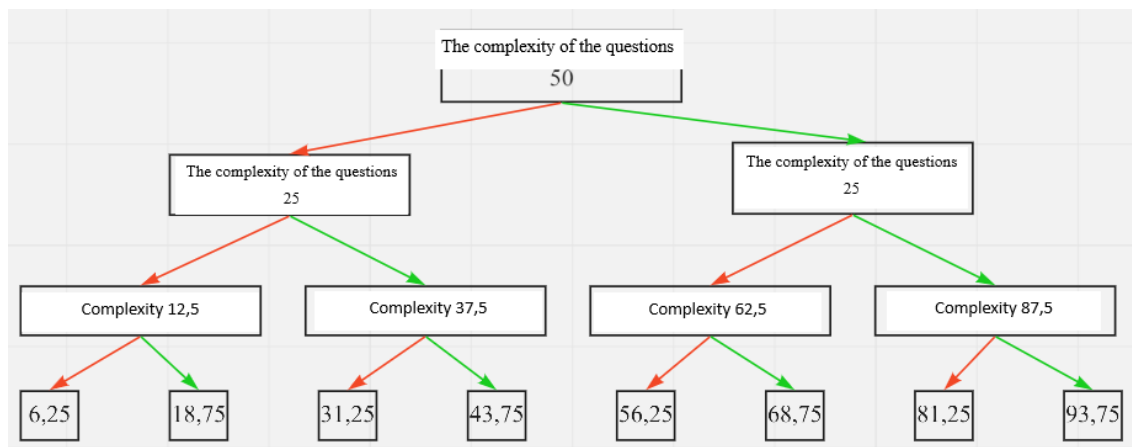 The complexity of the questions
50
The complexity of the questions
25
The complexity of the questions
25
Complexity 12,5
Complexity 37,5
Complexity 62,5
Complexity 87,5
6,25
18,75
31,25
43,75
56,25
68,75
81,25
93,75